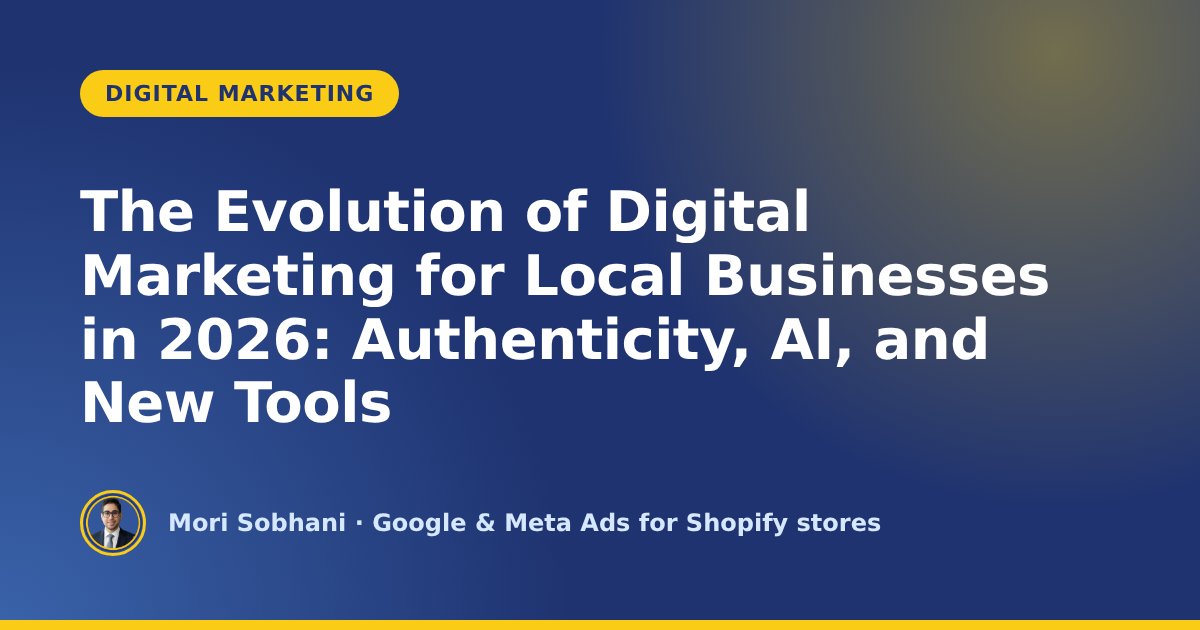 DIGITAL MARKETING
The Evolution of Digital
Marketing for Local Businesses
in 2026: Authenticity, AI, and
New Tools
Mori Sobhani · Google & Meta Ads for Shopify stores